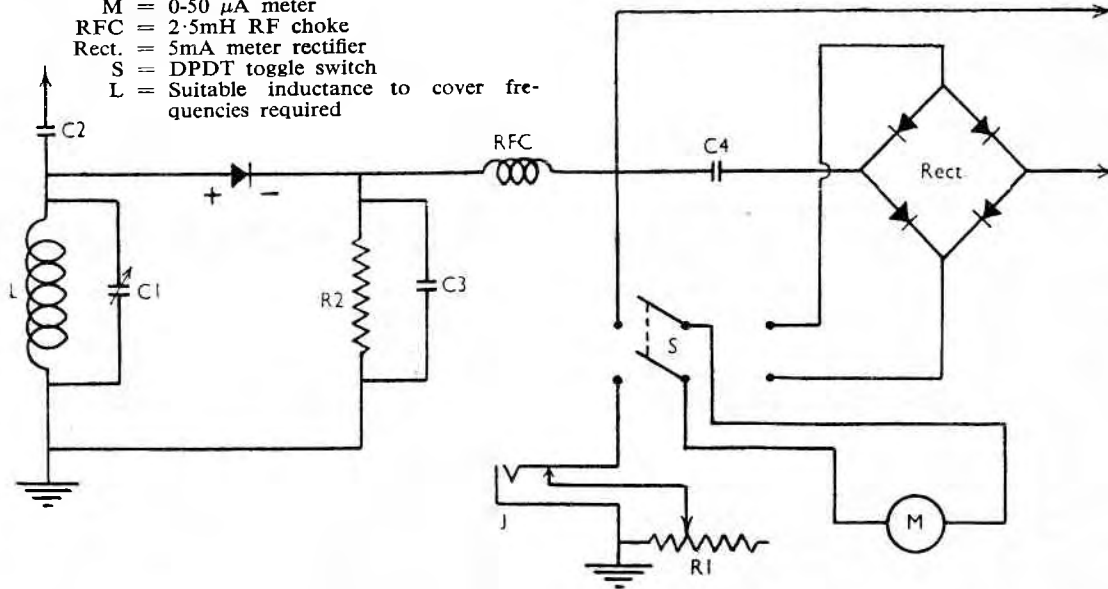 M = 0-50 μA meter
RFC = 2·5mH RF choke
Rect. = 5mA meter rectifier
S = DPDT toggle switch
L = Suitable inductance to cover fre-
quencies required
C2
RFC
C4
Rect
+ -
L
C1
R2
C3
S
J
R1
M